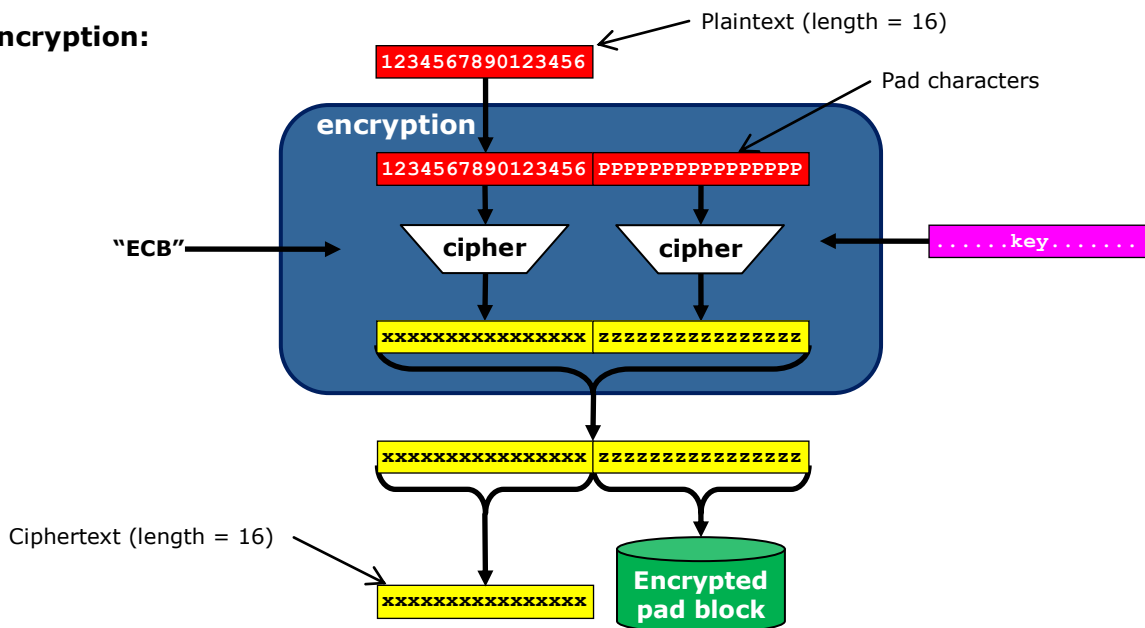 ncryption:
Plaintext (length = 16)
1234567890123456
Pad characters
encryption
1234567890123456 PPPPPPPPPPPPPPPP
“ECB”
cipher cipher
......key.......
xxxxxxxxxxxxxxxx zzzzzzzzzzzzzzzz
xxxxxxxxxxxxxxxx zzzzzzzzzzzzzzzz
Ciphertext (length = 16)
Encrypted
pad block
xxxxxxxxxxxxxxxx